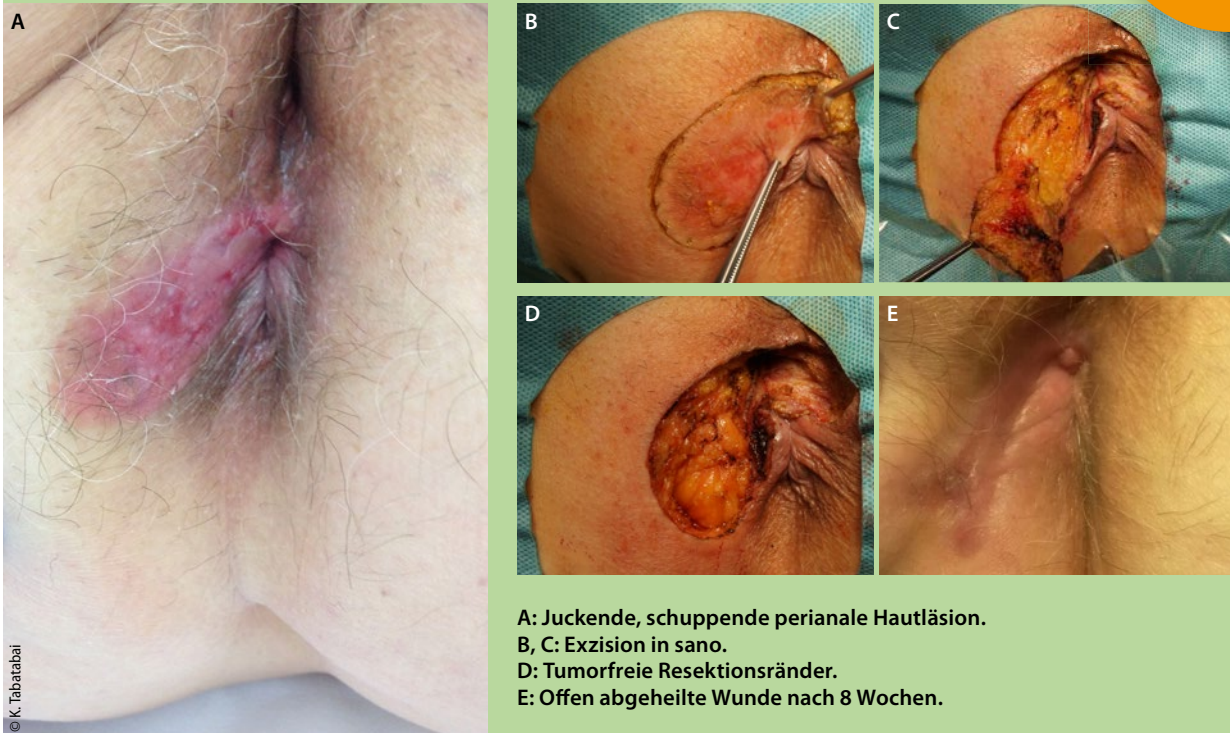 A
B
C
D
E
A: Juckende, schuppende perianale Hautläsion.
B, C: Exzision in sano.
D: Tumorfreie Resektionsränder.
E: Offen abgeheilte Wunde nach 8 Wochen.
© K. Tabatabai